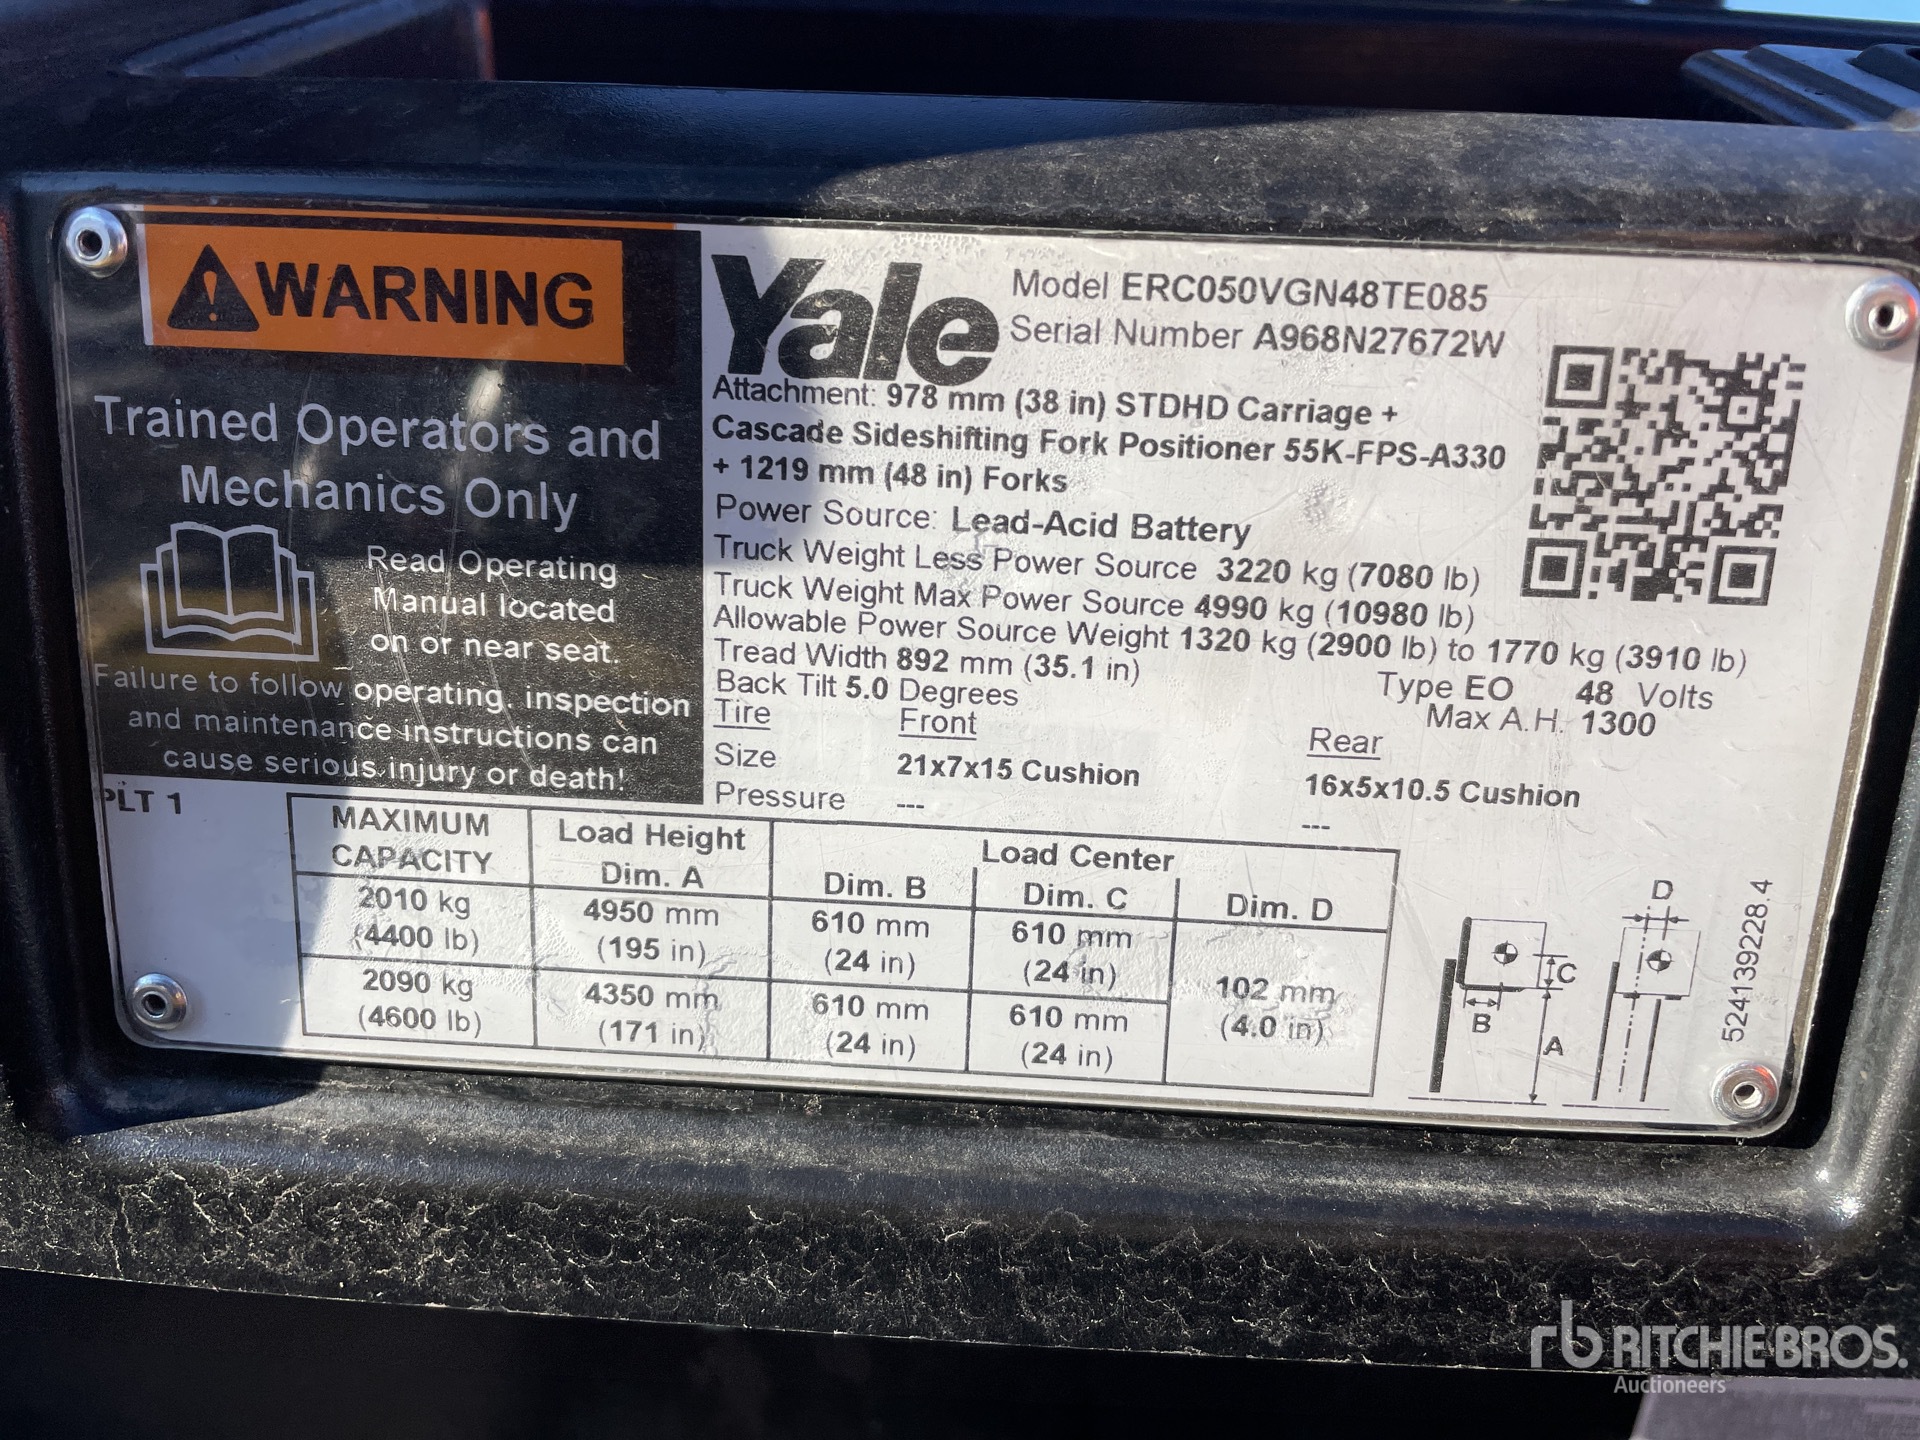 WARNING
Trained Operators and
Mechanics Only
Read Operating
Manual located
on or near seat.
Failure to follow operating, inspection
and maintenance instructions can
cause serious injury or death!
PLT 1
Yale
Model ERC050VGN48TE085
Serial Number A968N27672W
Attachment: 978 mm (38 in) STDHD Carriage +
Cascade Sideshifting Fork Positioner 55K-FPS-A330
+ 1219 mm (48 in) Forks
Power Source: Lead-Acid Battery
Truck Weight Less Power Source 3220 kg (7080 lb)
Truck Weight Max Power Source 4990 kg (10980 lb)
Allowable Power Source Weight 1320 kg (2900 lb) to 1770 kg (3910 lb)
Tread Width 892 mm (35.1 in)
Type EO 48 Volts
Back Tilt 5.0 Degrees
Max A.H. 1300
Tire Front Rear
Size 21x7x15 Cushion 16x5x10.5 Cushion
Pressure --- ---
MAXIMUM CAPACITY Load Height Dim. A Load Center
Dim. B Dim. C Dim. D
2010 kg 4950 mm 610 mm 610 mm
(4400 lb) (195 in) (24 in) (24 in)
102 mm
(4.0 in)
2090 kg 4350 mm 610 mm 610 mm
(4600 lb) (171 in) (24 in) (24 in)
D
C
B
A
524139228.4
rb RITCHIE BROS.
Auctioneers